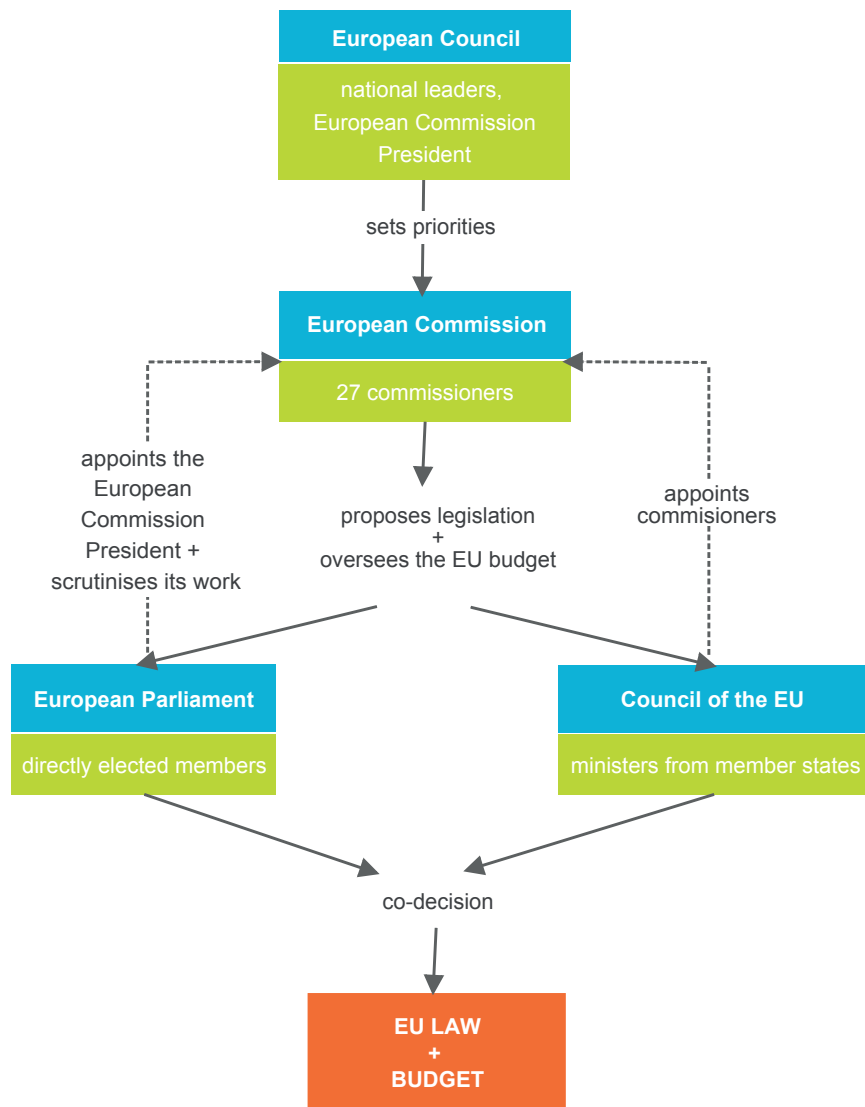 European Council
national leaders,
European Commission
President
sets priorities
European Commission
27 commissioners
appoints the
European
Commission
President +
scrutinises its work
proposes legislation
+
oversees the EU budget
appoints
commisioners
European Parliament
directly elected members
Council of the EU
ministers from member states
co-decision
EU LAW
+
BUDGET